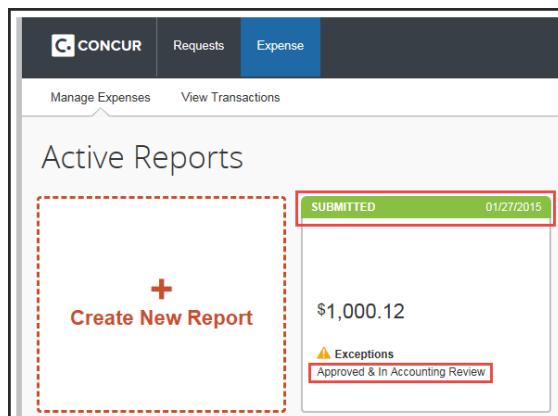 C. CONCUR Requests Expense
Manage Expenses View Transactions
Active Reports
SUBMITTED 01/27/2015
+
Create New Report
$1,000.12
Exceptions
Approved & In Accounting Review